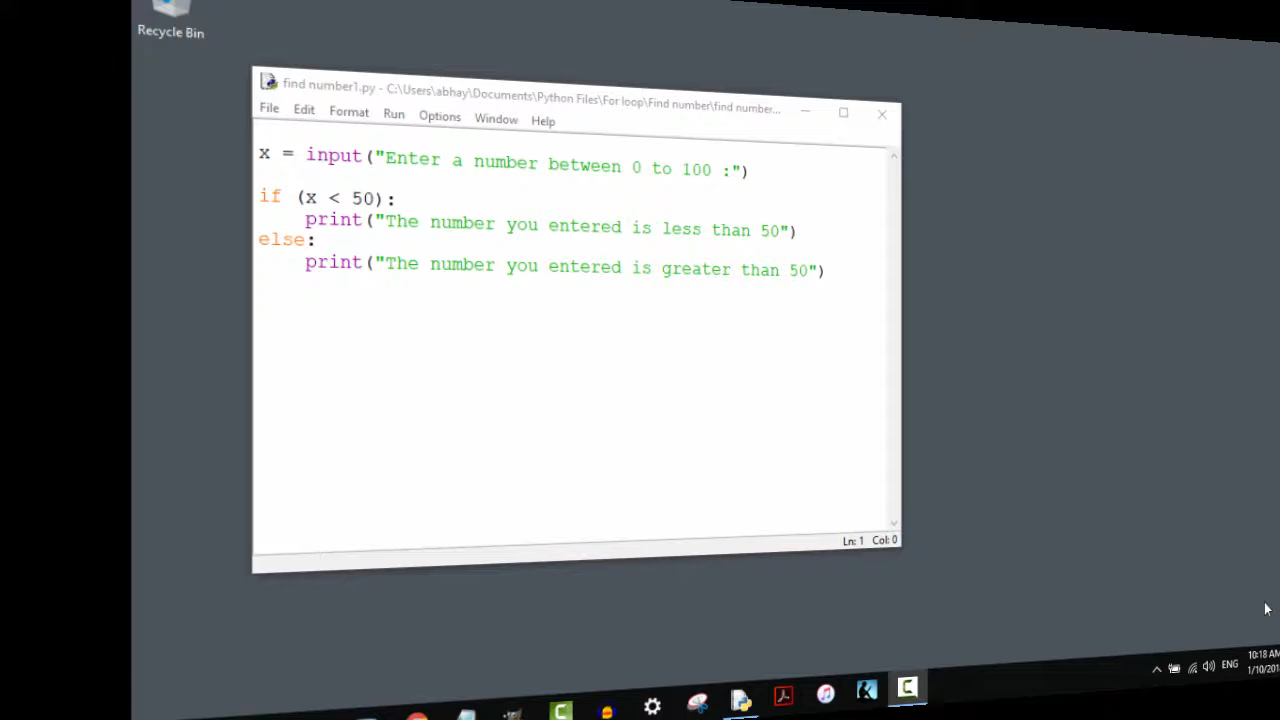 Recycle Bin
find number1.py - C:\Users\abhay\Documents\Python Files\For loop\Find number\find number...
File Edit Format Run Options Window Help
x = input("Enter a number between 0 to 100 :")
if (x < 50):
print("The number you entered is less than 50")
else:
print("The number you entered is greater than 50")
Ln: 1 Col: 0
ENG
10:18 AM